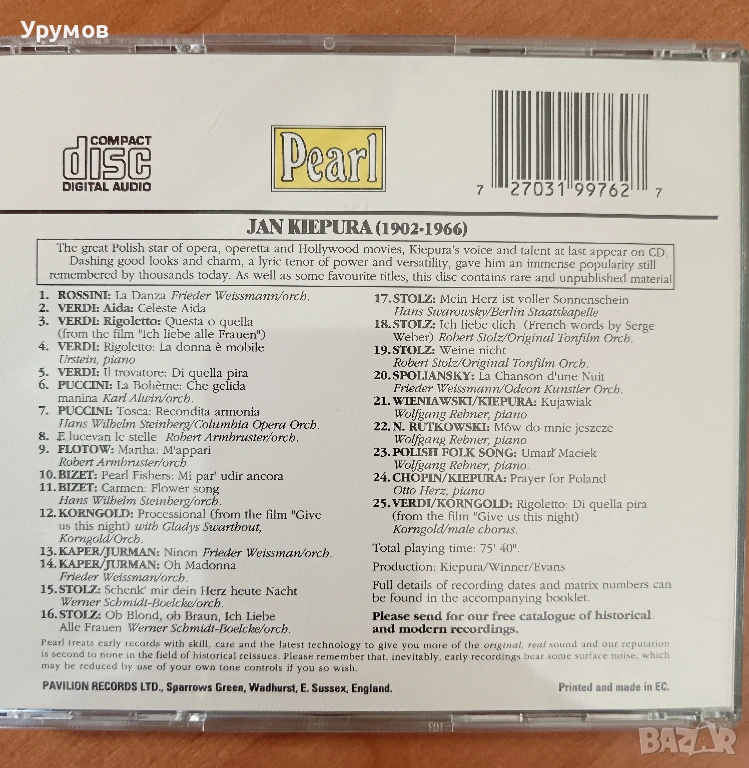 Урумов
COMPACT
disc
DIGITAL AUDIO
Pearl
7 27031 99762 7
JAN KIEPURA (1902-1966)
The great Polish star of opera, operetta and Hollywood movies, Kiepura's voice and talent at last appear on CD.
Dashing good looks and charm, a lyric tenor of power and versatility, gave him an immense popularity still
remembered by thousands today. As well as some favourite titles, this disc contains rare and unpublished material
1. ROSSINI: La Danza Frieder Weissmann/orch.
2. VERDI: Aida: Celeste Aida
3. VERDI: Rigoletto: Questa o quella
(from the film "Ich liebe alle Frauen")
4. VERDI: Rigoletto: La donna è mobile
Urstein, piano
5. VERDI: Il trovatore: Di quella pira
6. PUCCINI: La Bohème: Che gelida
manina Karl Alwin/orch.
7. PUCCINI: Tosca: Recondita armonia
Hans Wilhelm Steinberg/Columbia Opera Orch.
8. E lucevan le stelle Robert Armbruster/orch.
9. FLOTOW: Martha: M'appari
Robert Armbruster/orch
10. BIZET: Pearl Fishers: Mi par' udir ancora
11. BIZET: Carmen: Flower song
Hans Wilhelm Steinberg/orch.
12. KORNGOLD: Processional (from the film "Give
us this night) with Gladys Swarthout,
Korngold/Orch.
13. KAPER/JURMAN: Ninon Frieder Weissman/orch.
14. KAPER/JURMAN: Oh Madonna
Frieder Weissman/orch.
15. STOLZ: Schenk' mir dein Herz heute Nacht
Werner Schmidt-Boelcke/orch.
16. STOLZ: Ob Blond, ob Braun, Ich Liebe
Alle Frauen Werner Schmidt-Boelcke/orch.
17. STOLZ: Mein Herz ist voller Sonnenschein
Hans Swarowsky/Berlin Staatskapelle
18. STOLZ: Ich liebe dich (French words by Serge
Weber) Robert Stolz/Original Tonfilm Orch.
19. STOLZ: Weine nicht
Robert Stolz/Original Tonfilm Orch.
20. SPOLIANSKY: La Chanson d'une Nuit
Frieder Weissmann/Odeon Kunstler Orch.
21. WIENIAWSKI/KIEPURA: Kujawiak
Wolfgang Rebner, piano
22. N. RUTKOWSKI: Mów do mnie jeszcze
Wolfgang Rebner, piano
23. POLISH FOLK SONG: Umarł Maciek
Wolfgang Rebner, piano.
24. CHOPIN/KIEPURA: Prayer for Poland
Otto Herz, piano
25. VERDI/KORNGOLD: Rigoletto: Di quella pira
(from the film "Give us this night)
Korngold/male chorus.
Total playing time: 75' 40".
Production: Kiepura/Winner/Evans
Full details of recording dates and matrix numbers can
be found in the accompanying booklet.
Please send for our free catalogue of historical
and modern recordings.
Pearl treats early records with skill, care and the latest technology to give you more of the original, real sound and our reputation
is second to none in the field of historical reissues. Please remember that, inevitably, early recordings bear some surface noise, which
may be reduced by use of your own tone controls if you so wish.
PAVILION RECORDS LTD., Sparrows Green, Wadhurst, E. Sussex, England.
Printed and made in EC.
BAZAR